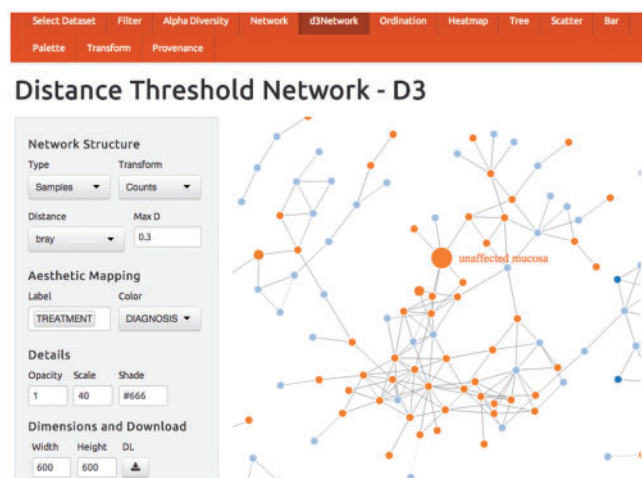 Select Dataset Filter Alpha Diversity Network d3Network Ordination Heatmap Tree Scatter Bar
Palette Transform Provenance
Distance Threshold Network - D3
Network Structure
Type Transform
Samples Counts
Distance Max D
bray 0.3
Aesthetic Mapping
Label Color
TREATMENT DIAGNOSIS
Details
Opacity Scale Shade
1 40 #666
Dimensions and Download
Width Height DL
600 600
unaffected mucosa